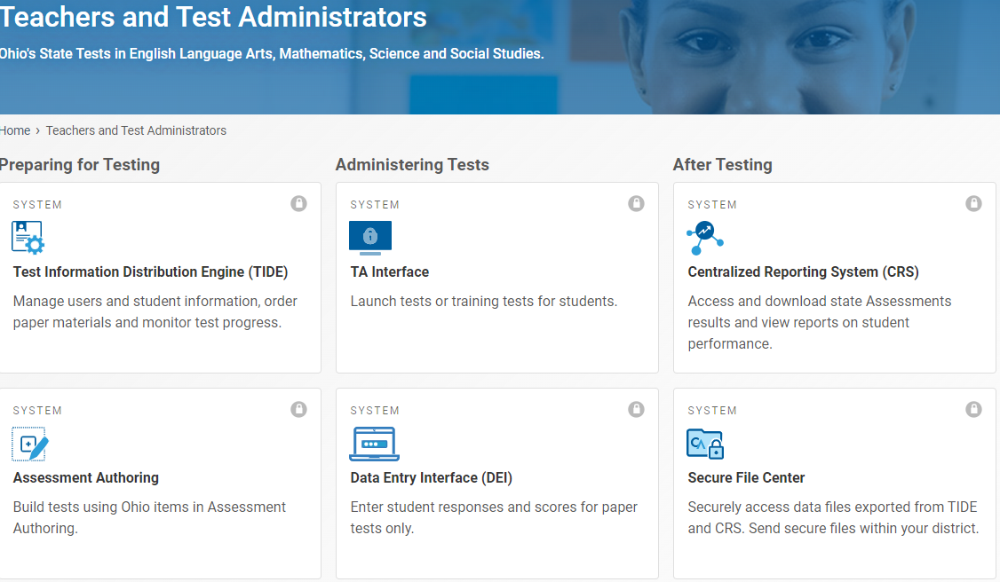 Teachers and Test Administrators
Ohio's State Tests in English Language Arts, Mathematics, Science and Social Studies.
Home › Teachers and Test Administrators
Preparing for Testing
SYSTEM
Test Information Distribution Engine (TIDE)
Manage users and student information, order
paper materials and monitor test progress.
SYSTEM
Assessment Authoring
Build tests using Ohio items in Assessment
Authoring.
Administering Tests
SYSTEM
TA Interface
Launch tests or training tests for students.
SYSTEM
Data Entry Interface (DEI)
Enter student responses and scores for paper
tests only.
After Testing
SYSTEM
Centralized Reporting System (CRS)
Access and download state Assessments
results and view reports on student
performance.
SYSTEM
CA
Secure File Center
Securely access data files exported from TIDE
and CRS. Send secure files within your district.